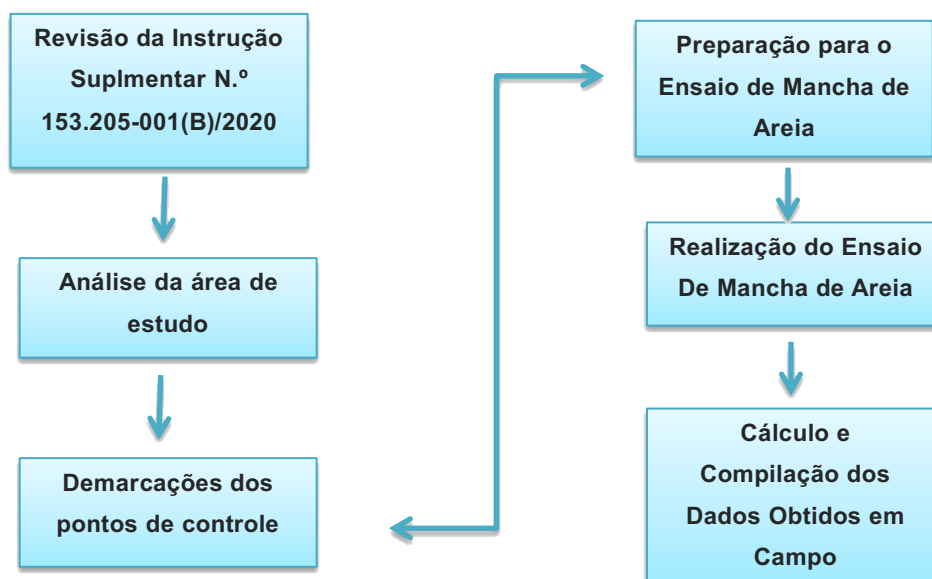 Revisão da Instrução
Suplmentar N.º
153.205-001(B)/2020
Análise da área de
estudo
Demarcações dos
pontos de controle
Preparação para o
Ensaio de Mancha de
Areia
Realização do Ensaio
De Mancha de Areia
Cálculo e
Compilação dos
Dados Obtidos em
Campo